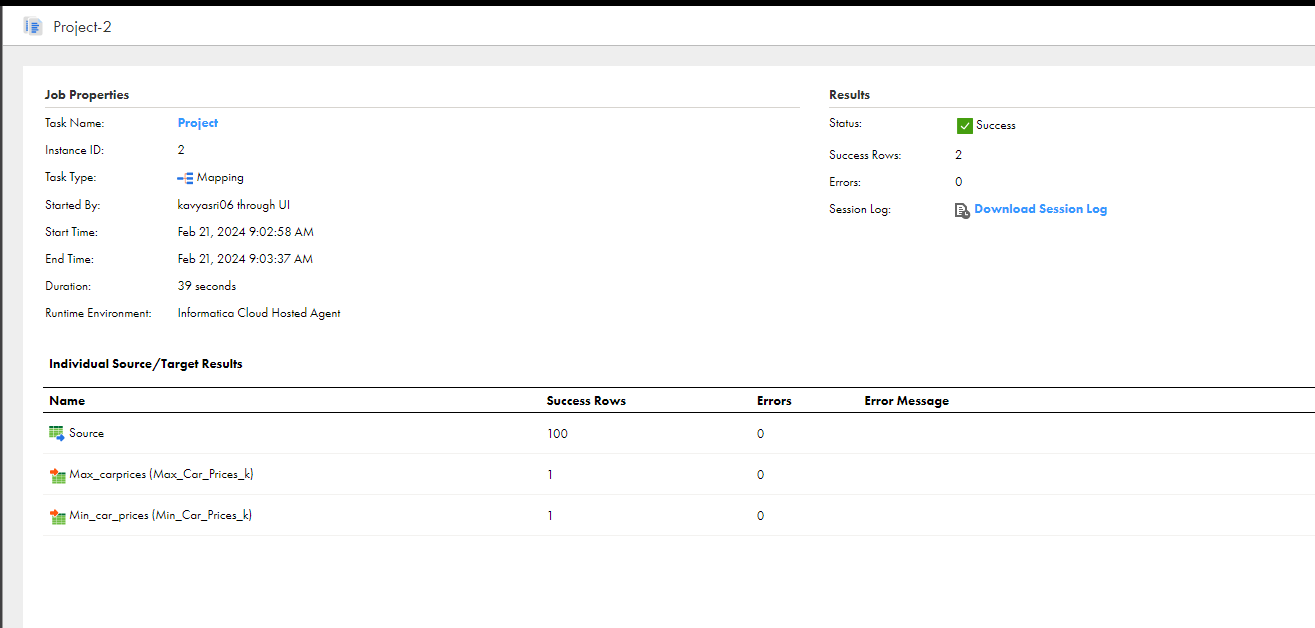 Project-2
Job Properties
Task Name: Project
Instance ID: 2
Task Type: Mapping
Started By: kavyasri06 through UI
Start Time: Feb 21, 2024 9:02:58 AM
End Time: Feb 21, 2024 9:03:37 AM
Duration: 39 seconds
Runtime Environment: Informatica Cloud Hosted Agent
Results
Status: Success
Success Rows: 2
Errors: 0
Session Log: Download Session Log
Individual Source/Target Results
Name Success Rows Errors Error Message
Source 100 0
Max_carprices (Max_Car_Prices_k) 1 0
Min_car_prices (Min_Car_Prices_k) 1 0